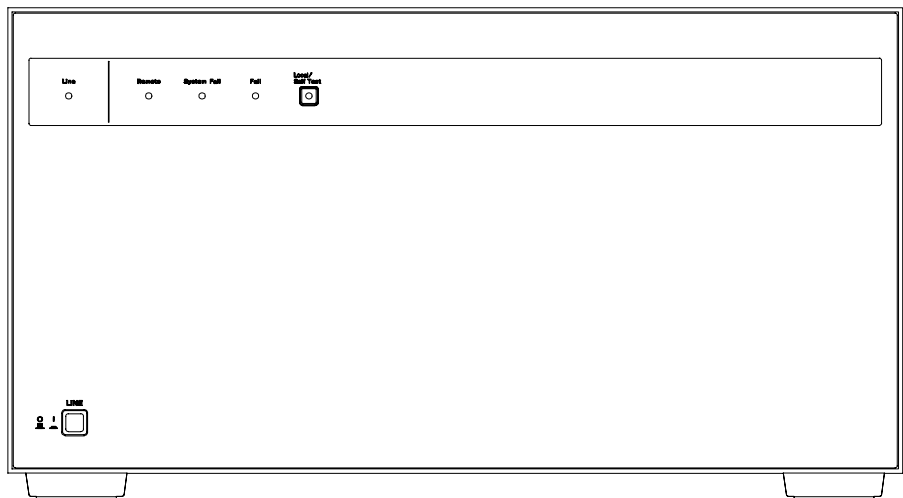 Line
Remote
System Fail
Fail
Local/
Self Test
LINE